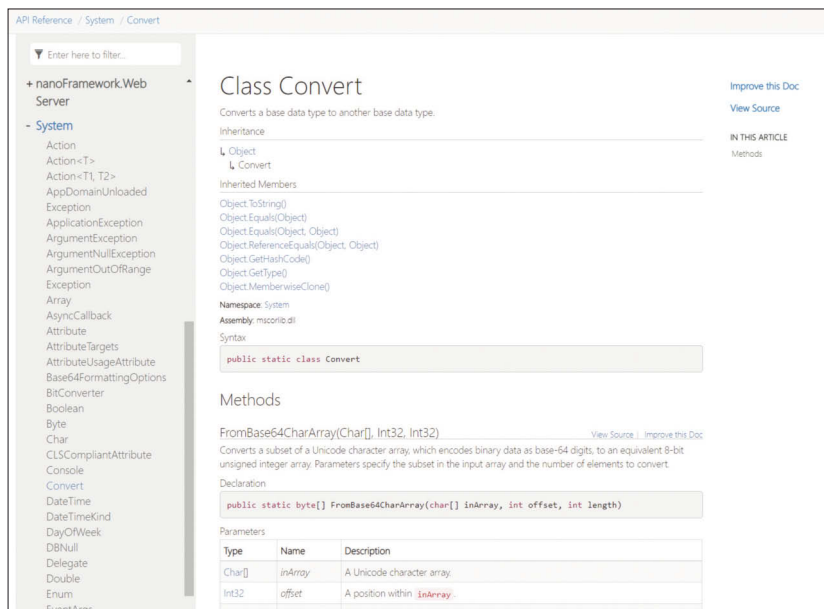 API Reference / System / Convert
Enter here to filter...
+ nanoFramework.Web
Server
- System
Action
Action<T>
Action<T1, T2>
AppDomainUnloaded
Exception
ApplicationException
ArgumentException
ArgumentNullException
ArgumentOutOfRange
Exception
Array
AsyncCallback
Attribute
AttributeTargets
AttributeUsageAttribute
Base64FormattingOptions
BitConverter
Boolean
Byte
Char
CLSCompliantAttribute
Console
Convert
DateTime
DateTimeKind
DayOfWeek
DBNull
Delegate
Double
Enum
EventArgs
Class Convert
Converts a base data type to another base data type.
Inheritance
↳ Object
↳ Convert
Inherited Members
Object.ToString()
Object.Equals(Object)
Object.Equals(Object, Object)
Object.ReferenceEquals(Object, Object)
Object.GetHashCode()
Object.GetType()
Object.MemberwiseClone()
Namespace: System
Assembly: mscorlib.dll
Syntax
public static class Convert
Methods
FromBase64CharArray(Char[], Int32, Int32) View Source | Improve this Doc
Converts a subset of a Unicode character array, which encodes binary data as base-64 digits, to an equivalent 8-bit
unsigned integer array. Parameters specify the subset in the input array and the number of elements to convert.
Declaration
public static byte[] FromBase64CharArray(char[] inArray, int offset, int length)
Parameters
Type Name Description
Char[] inArray A Unicode character array.
Int32 offset A position within inArray.
Improve this Doc
View Source
IN THIS ARTICLE
Methods